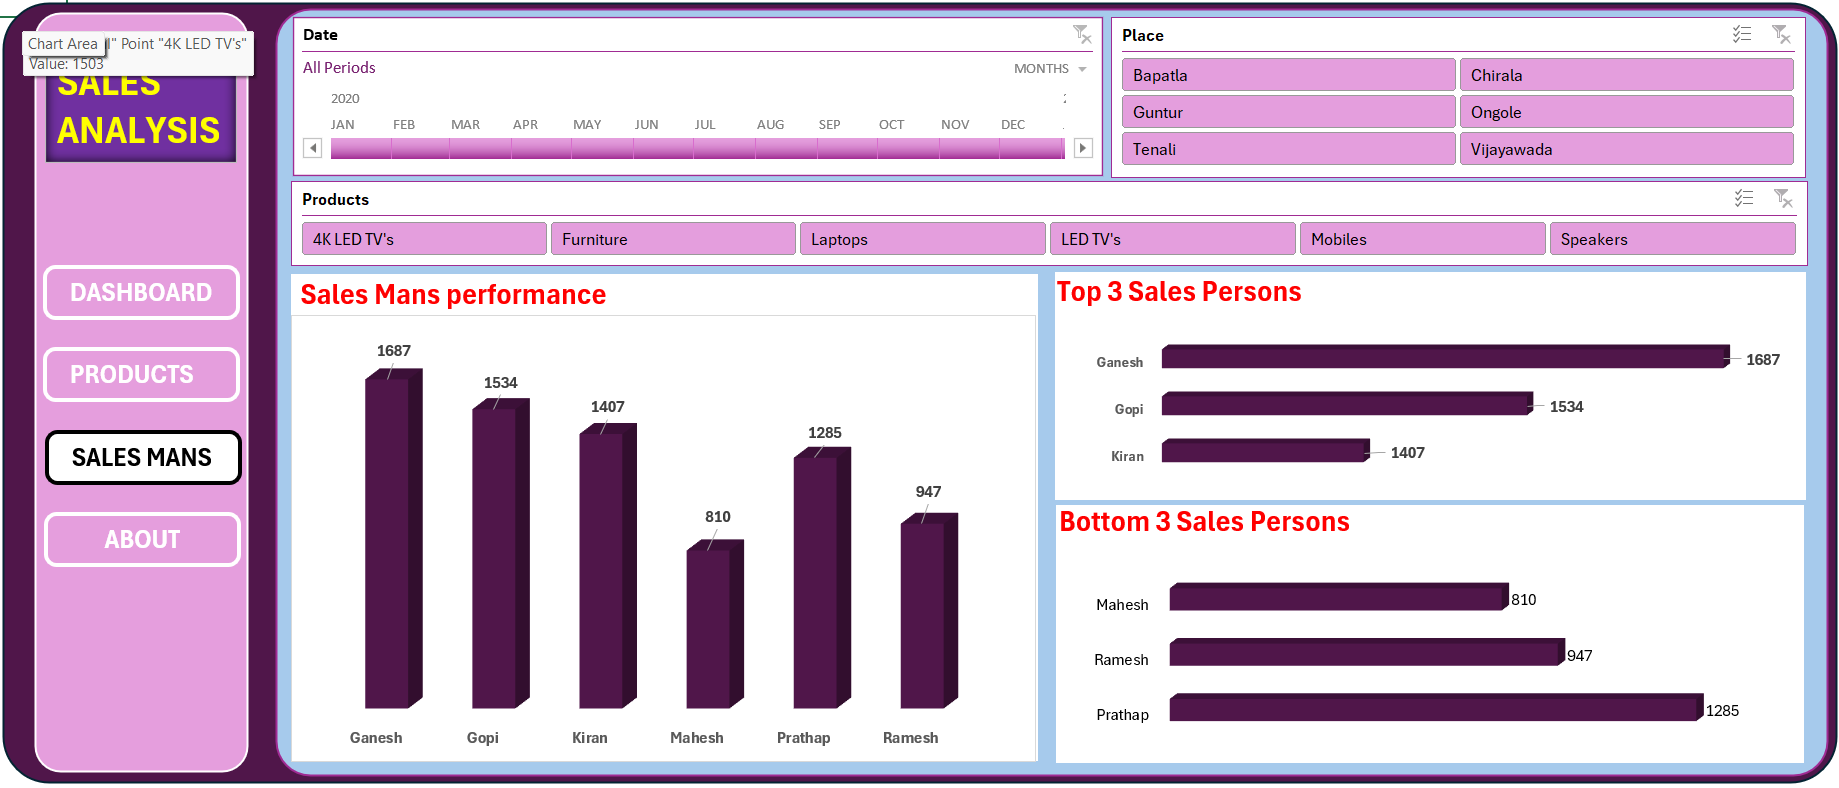 Chart Area l" Point "4K LED TV's"
Value: 1503
SALES
ANALYSIS
DASHBOARD
PRODUCTS
SALES MANS
ABOUT
Date
All Periods
MONTHS
2020
JAN FEB MAR APR MAY JUN JUL AUG SEP OCT NOV DEC
Place
Bapatla Chirala
Guntur Ongole
Tenali Vijayawada
Products
4K LED TV's Furniture Laptops LED TV's Mobiles Speakers
Sales Mans performance
1687
1534
1407
810
1285
947
Ganesh Gopi Kiran Mahesh Prathap Ramesh
Top 3 Sales Persons
Ganesh 1687
Gopi 1534
Kiran 1407
Bottom 3 Sales Persons
Mahesh 810
Ramesh 947
Prathap 1285